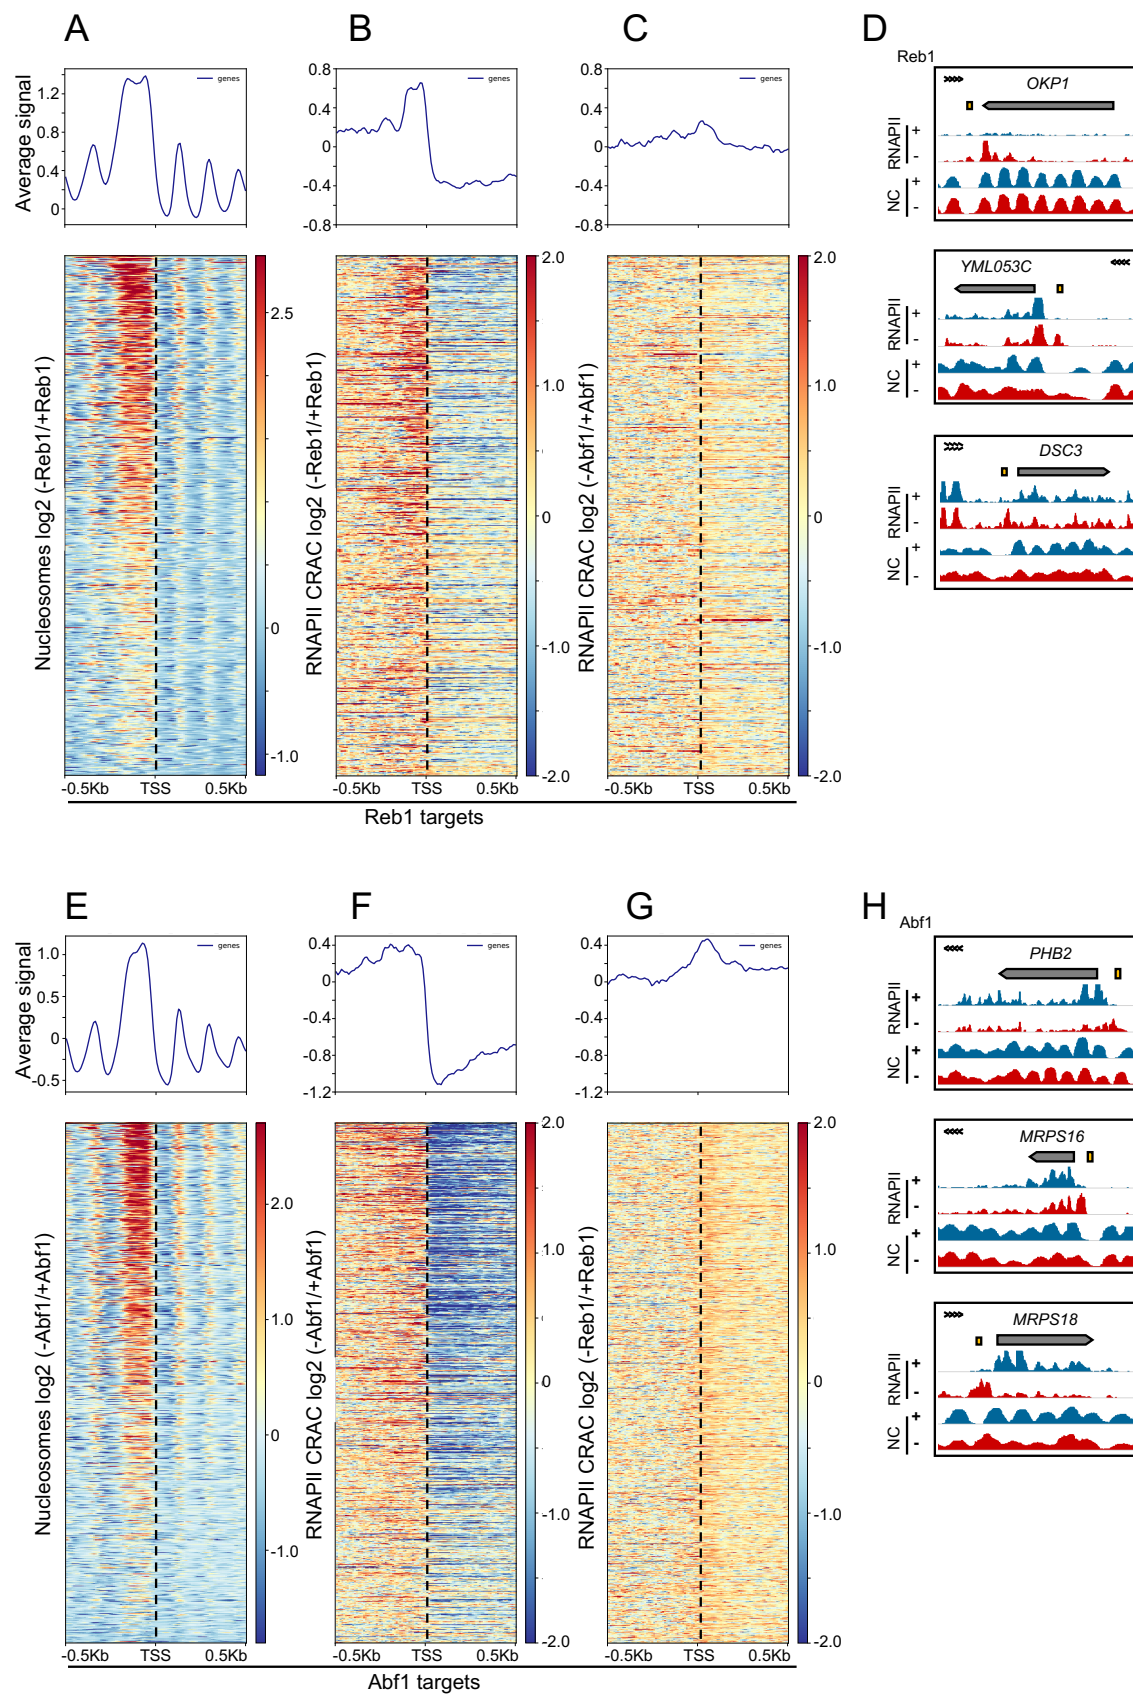 A
B
C
D
Average signal
1.2
0.8
0.4
0
genes
0.8
0.4
0
-0.4
-0.8
genes
0.8
0.4
0
-0.4
-0.8
genes
Nucleosomes log2 (-Reb1/+Reb1)
2.5
0
-1.0
RNAPII CRAC log2 (-Reb1/+Reb1)
2.0
1.0
0
-1.0
-2.0
RNAPII CRAC log2 (-Abf1/+Abf1)
2.0
1.0
0
-1.0
-2.0
-0.5Kb TSS 0.5Kb
-0.5Kb TSS 0.5Kb
-0.5Kb TSS 0.5Kb
Reb1 targets
Reb1
OKP1
RNAPII + -
NC + -
YML053C
RNAPII + -
NC + -
DSC3
RNAPII + -
NC + -
E
F
G
H
Average signal
1.0
0.5
0
-0.5
genes
0.4
0
-0.4
-0.8
-1.2
genes
0.4
0
-0.4
-0.8
-1.2
genes
Nucleosomes log2 (-Abf1/+Abf1)
2.0
1.0
0
-1.0
RNAPII CRAC log2 (-Abf1/+Abf1)
2.0
1.0
0
-1.0
-2.0
RNAPII CRAC log2 (-Reb1/+Reb1)
2.0
1.0
0
-1.0
-2.0
-0.5Kb TSS 0.5Kb
-0.5Kb TSS 0.5Kb
-0.5Kb TSS 0.5Kb
Abf1 targets
Abf1
PHB2
RNAPII + -
NC + -
MRPS16
RNAPII + -
NC + -
MRPS18
RNAPII + -
NC + -